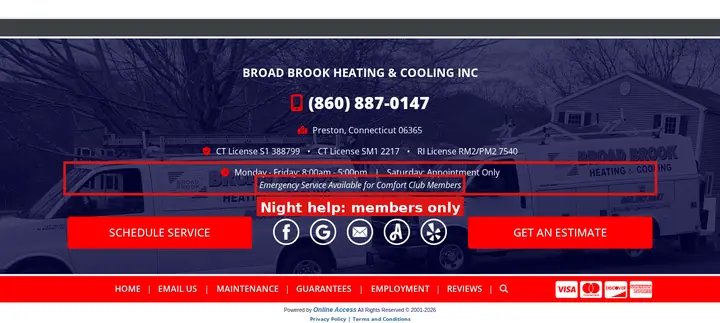 BROAD BROOK HEATING & COOLING INC
(860) 887-0147
Preston, Connecticut 06365
CT License S1 388799 • CT License SM1 2217 • RI License RM2/PM2 7540
Monday - Friday: 8:00am - 5:00pm | Saturday: Appointment Only
Emergency Service Available for Comfort Club Members
Night help: members only
SCHEDULE SERVICE
GET AN ESTIMATE
BROAD BROOK
HEATING & COOLING
HOME | EMAIL US | MAINTENANCE | GUARANTEES | EMPLOYMENT | REVIEWS |
VISA
MasterCard
DISCOVER
Powered by Online Access All Rights Reserved © 2001-2026
Privacy Policy | Terms and Conditions